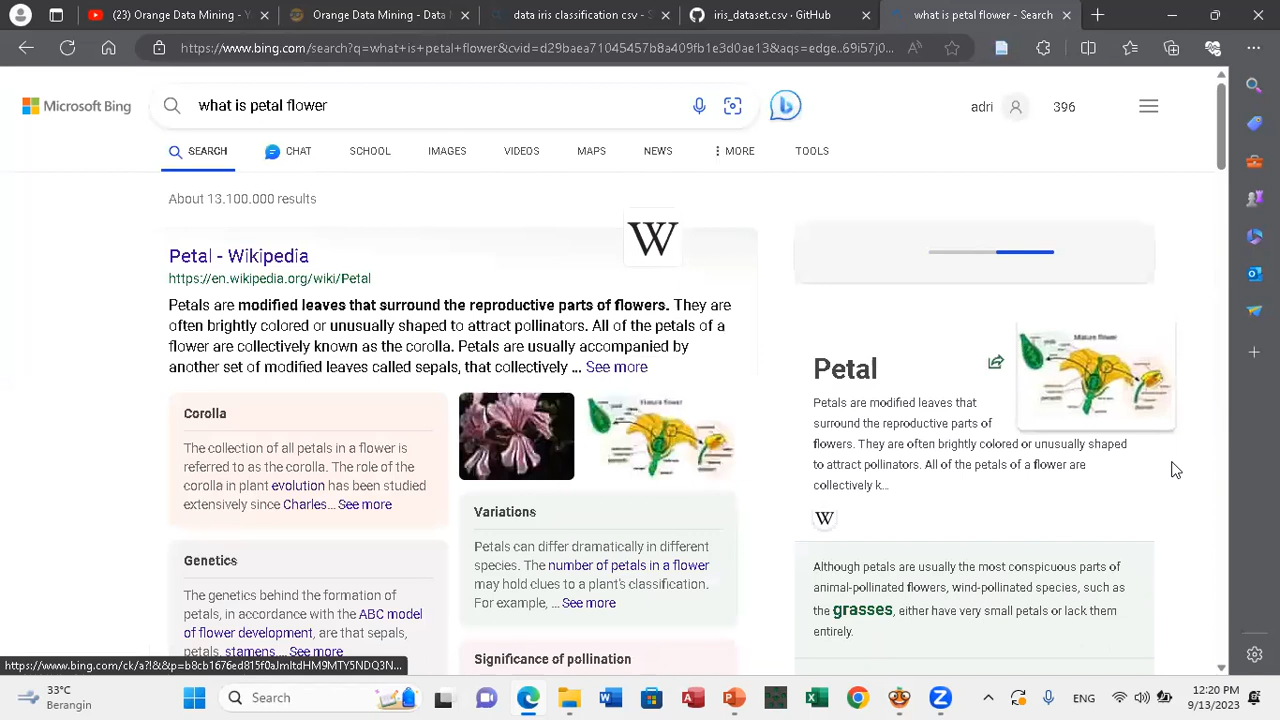 (2) Orange Data Mining - Y
Orange Data Mining - Data
data iris classification csv - S
iris_dataset.csv - GitHub
what is petal flower - Search
https://www.bing.com/search?q=what+is+petal+flower&cvid=d29baea71045457b8a409fb1e3d0ae13&aqs=edge..69i57j0...
Microsoft Bing
what is petal flower
adri
396
SEARCH
CHAT
SCHOOL
IMAGES
VIDEOS
MAPS
NEWS
MORE
TOOLS
About 13.100.000 results
W
Petal - Wikipedia
https://en.wikipedia.org/wiki/Petal
Petals are modified leaves that surround the reproductive parts of flowers. They are
often brightly colored or unusually shaped to attract pollinators. All of the petals of a
flower are collectively known as the corolla. Petals are usually accompanied by
another set of modified leaves called sepals, that collectively ... See more
Corolla
The collection of all petals in a flower is
referred to as the corolla. The role of the
corolla in plant evolution has been studied
extensively since Charles... See more
Genetics
The genetics behind the formation of
petals, in accordance with the ABC model
of flower development, are that sepals,
petals, stamens... See more
Variations
Petals can differ dramatically in different
species. The number of petals in a flower
may hold clues to a plant's classification.
For example, ... See more
Significance of pollination
Petal
Mature flower
Petals are modified leaves that
surround the reproductive parts of
flowers. They are often brightly colored or unusually shaped
to attract pollinators. All of the petals of a flower are
collectively k...
W
Although petals are usually the most conspicuous parts of
animal-pollinated flowers, wind-pollinated species, such as
the grasses, either have very small petals or lack them
entirely.
https://www.bing.com/ck/a?!&&p=b8cb1676ed815f0aJmltdHM9MTY5NDQ3N...
33°C
Berangin
Search
ENG
12:20 PM
9/13/2023